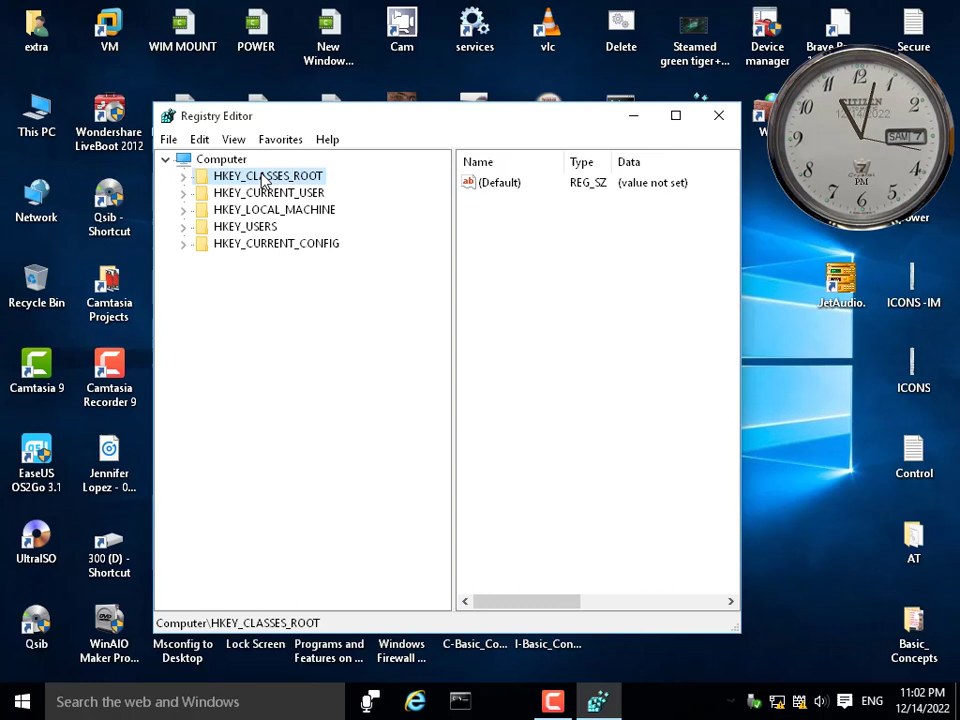 extra
VM
WIM MOUNT
POWER
New
Window...
Cam
services
vlc
Delete
Steamed
green tiger+...
Device
manager
Secure
This PC
Wondershare
LiveBoot 2012
Registry Editor
File Edit View Favorites Help
Computer
HKEY_CLASSES_ROOT
HKEY_CURRENT_USER
HKEY_LOCAL_MACHINE
HKEY_USERS
HKEY_CURRENT_CONFIG
Name Type Data
(Default) REG_SZ (value not set)
Computer\HKEY_CLASSES_ROOT
CITIZEN
12/14/2022
PM
Network
Qsib -
Shortcut
Recycle Bin
Camtasia
Projects
JetAudio.
ICONS -IM
Camtasia 9
Camtasia
Recorder 9
ICONS
EaseUS
OS2Go 3.1
Jennifer
Lopez - 0...
Control
UltraISO
300 (D) -
Shortcut
AT
Qsib
WinAIO
Maker Pro...
Msconfig to
Desktop
Lock Screen
Programs and
Features on ...
Windows
Firewall ...
C-Basic_Co...
I-Basic_Con...
Basic_
Concepts
Search the web and Windows
ENG
11:02 PM
12/14/2022